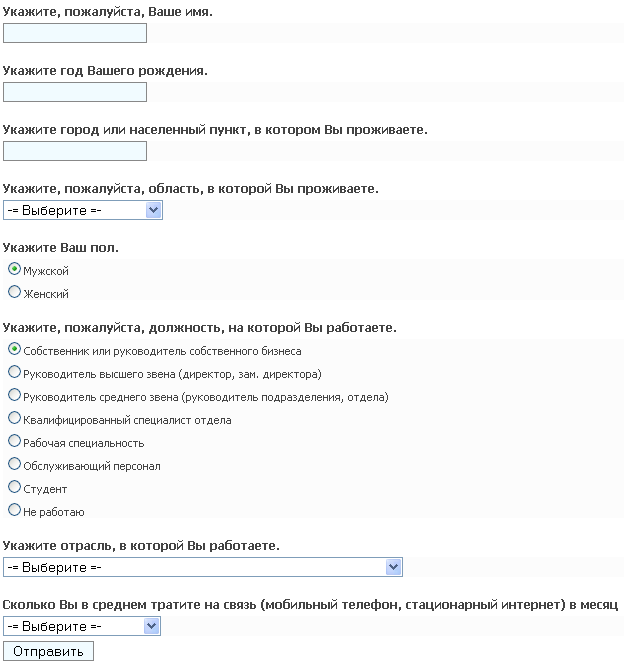 Укажите, пожалуйста, Ваше имя.
Укажите год Вашего рождения.
Укажите город или населенный пункт, в котором Вы проживаете.
Укажите, пожалуйста, область, в которой Вы проживаете.
-= Выберите =-
Укажите Ваш пол.
Мужской
Женский
Укажите, пожалуйста, должность, на которой Вы работаете.
Собственник или руководитель собственного бизнеса
Руководитель высшего звена (директор, зам. директора)
Руководитель среднего звена (руководитель подразделения, отдела)
Квалифицированный специалист отдела
Рабочая специальность
Обслуживающий персонал
Студент
Не работаю
Укажите отрасль, в которой Вы работаете.
-= Выберите =-
Сколько Вы в среднем тратите на связь (мобильный телефон, стационарный интернет) в месяц
-= Выберите =-
Отправить